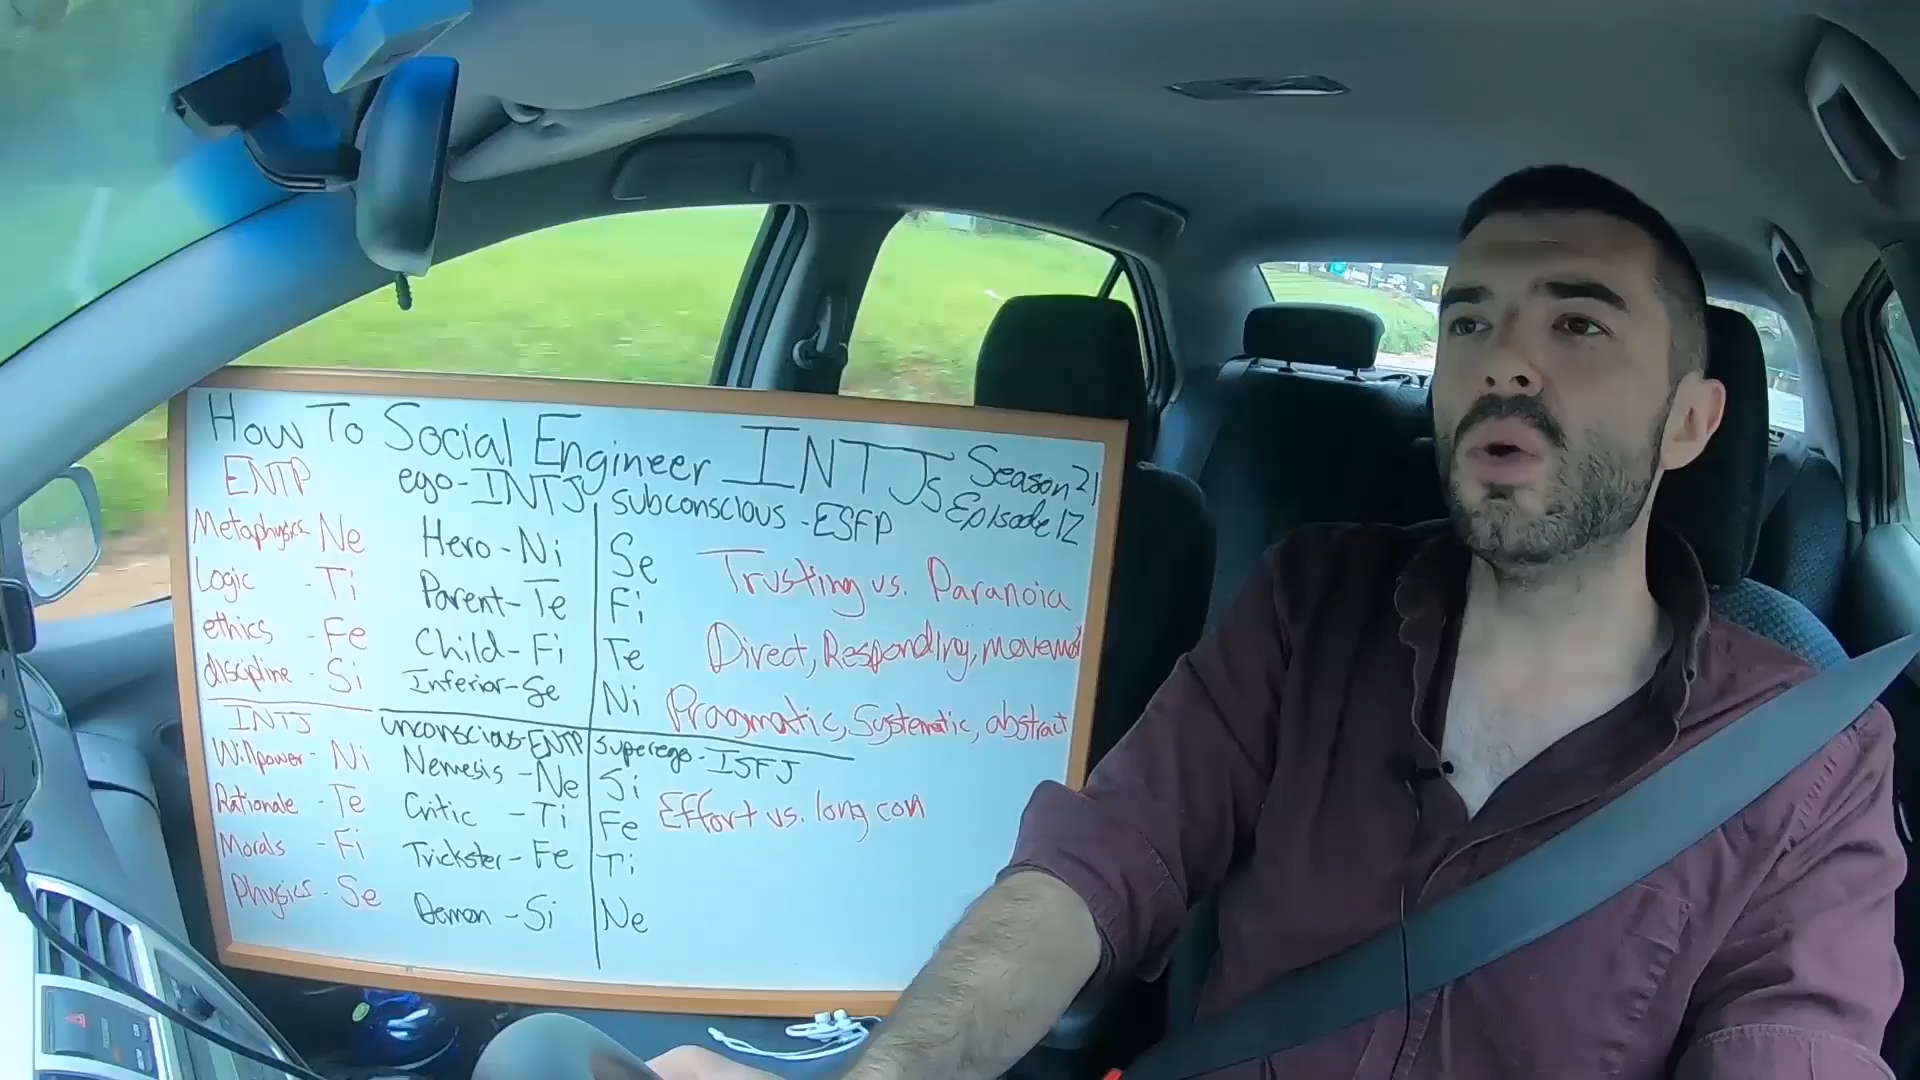 How To Social Engineer INTJs
Season 21
Episode 12
ENTP
Metaphysics - Ne
Logic - Ti
ethics - Fe
discipline - Si
INTJ
Willpower - Ni
Rationale - Te
Morals - Fi
Physics - Se
ego - INTJ
Hero - Ni
Parent - Te
Child - Fi
Inferior - Se
subconscious - ESFP
Se
Fi
Te
Ni
unconscious - ENTP
Nemesis - Ne
Critic - Ti
Trickster - Fe
Demon - Si
superego - ISFJ
Si
Fe
Ti
Ne
Trusting vs. Paranoia
Direct, Responding, movement
Pragmatic, Systematic, abstract
Effort vs. long con